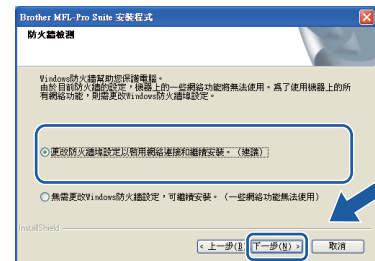 Brother MFL-Pro Suite 安裝程式
防火牆檢測
Windows防火牆幫助您保護電腦。
由於目前防火牆的設定，機器上的一些網絡功能將無法使用。為了使用機器上的所
有網絡功能，則需更改Windows防火牆埠設定。
更改防火牆埠設定以啓用網絡連接和繼續安裝。（建議）
無需更改Windows防火牆設定，可繼續安裝。（一些網絡功能無法使用）
InstallShield
< 上一步(B) 下一步(N) > 取消